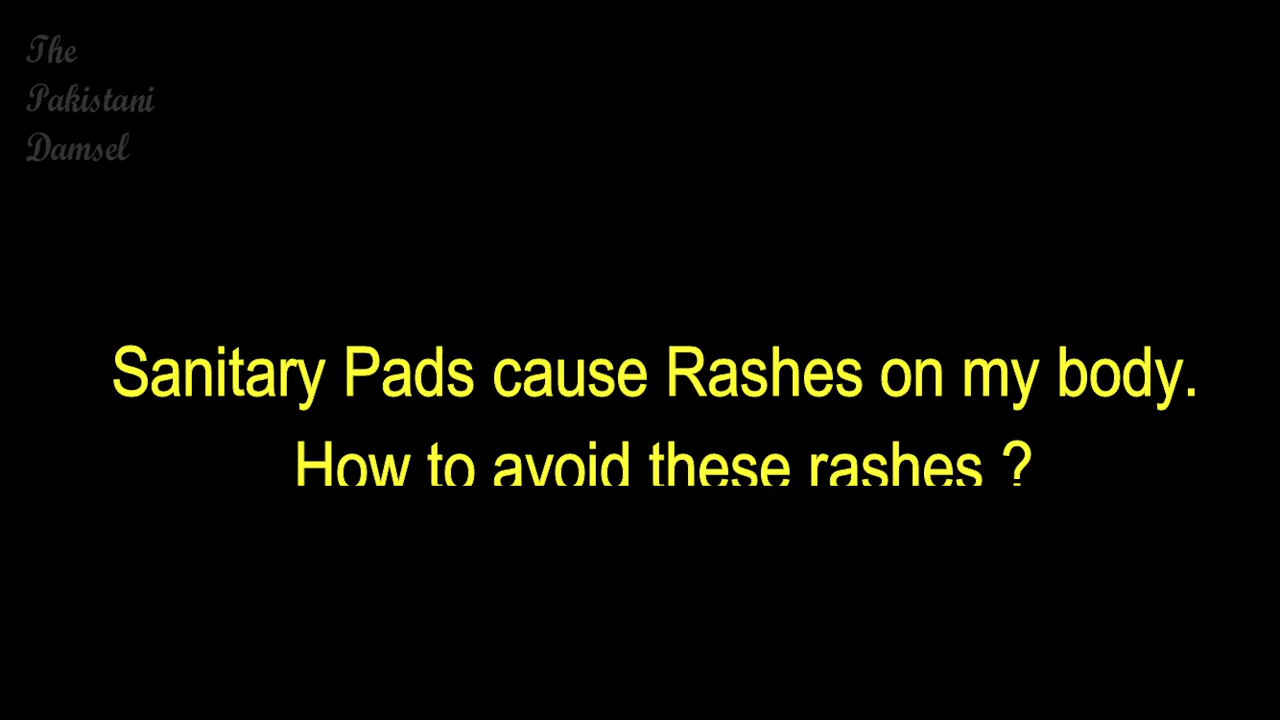 The
Pakistani
Damsel
Sanitary Pads cause Rashes on my body.
How to avoid these rashes ?